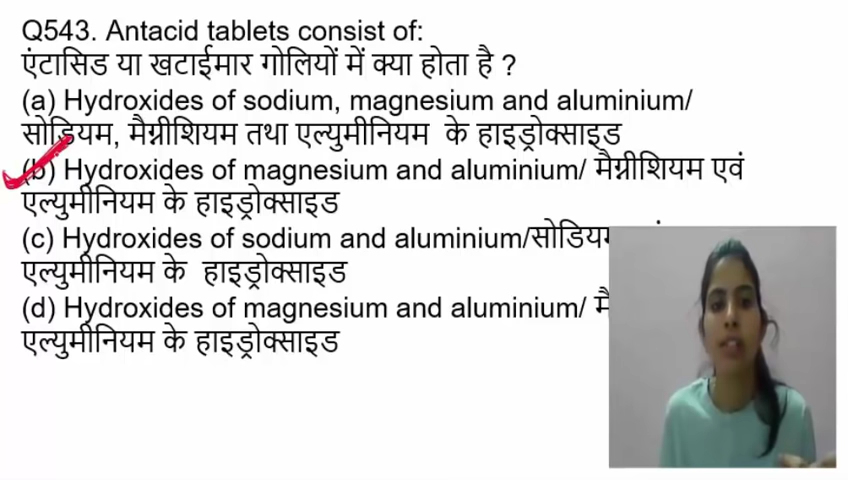 Q543. Antacid tablets consist of:
एंटासिड या खटाईमार गोलियों में क्या होता है ?
(a) Hydroxides of sodium, magnesium and aluminium/
सोडियम, मैग्नीशियम तथा एल्युमीनियम के हाइड्रोक्साइड
(b) Hydroxides of magnesium and aluminium/ मैग्नीशियम एवं
एल्युमीनियम के हाइड्रोक्साइड
(c) Hydroxides of sodium and aluminium/सोडियम
एल्युमीनियम के हाइड्रोक्साइड
(d) Hydroxides of magnesium and aluminium/
एल्युमीनियम के हाइड्रोक्साइड